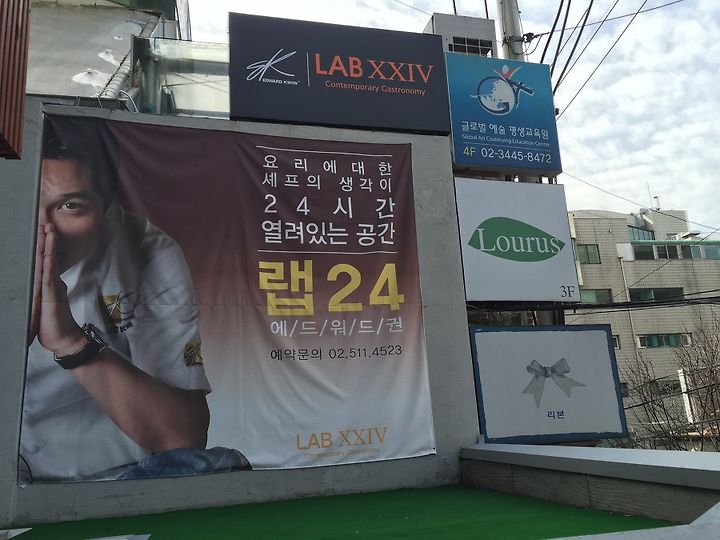 EDWARD KWON
LAB XXIV
Contemporary Gastronomy
글로벌 예술 평생교육원
Global Art Countinuing Education Center
4F 02-3445-8472
요리에대한
셰프의 생각이
24시간
열려있는 공간
랩24
에/드/워/드/권
예약문의 02.511.4523
LAB XXIV
Contemporary Gastronomy
Lourus
3F
리본